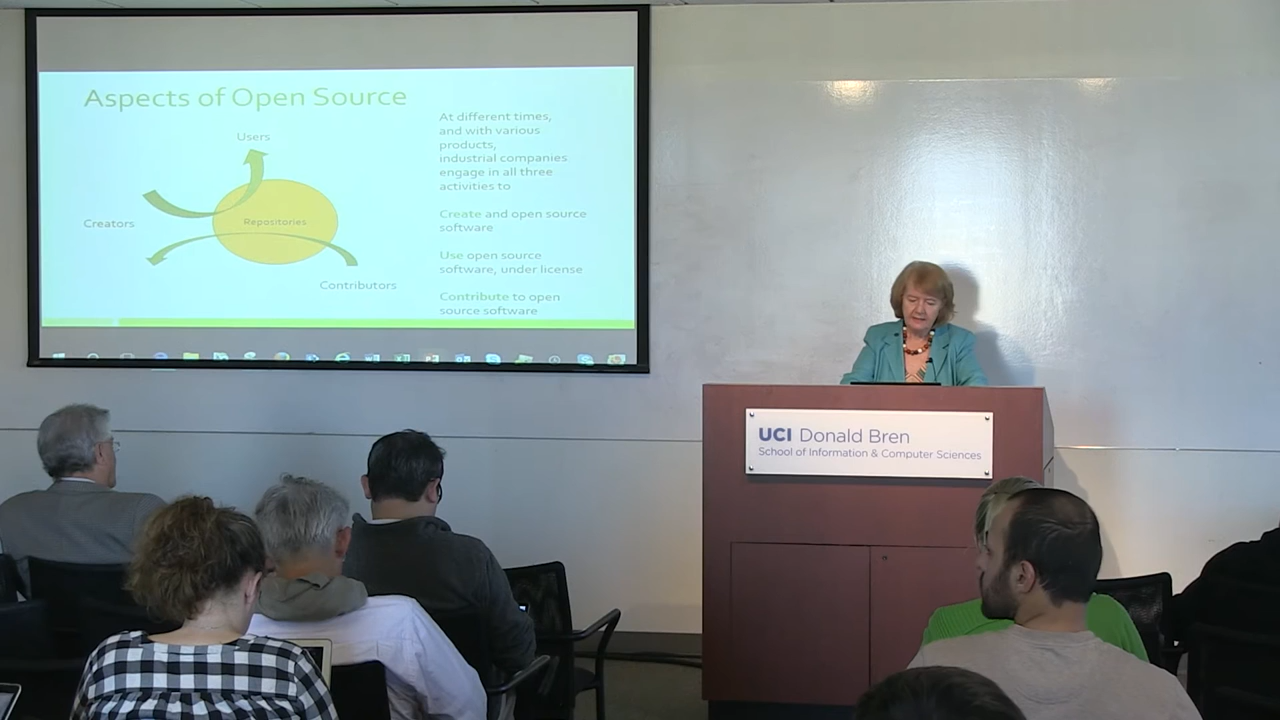 Aspects of Open Source
Users
Creators
Repositories
Contributors
At different times,
and with various
products,
industrial companies
engage in all three
activities to
Create and open source
software
Use open source
software, under license
Contribute to open
source software
UCI Donald Bren
School of Information & Computer Sciences